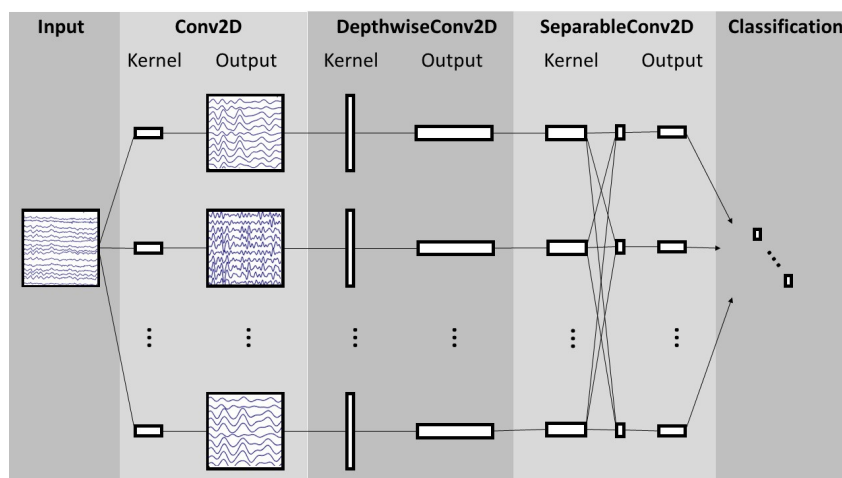 Input Conv2D DepthwiseConv2D SeparableConv2D Classification
Kernel Output Kernel Output Kernel Output